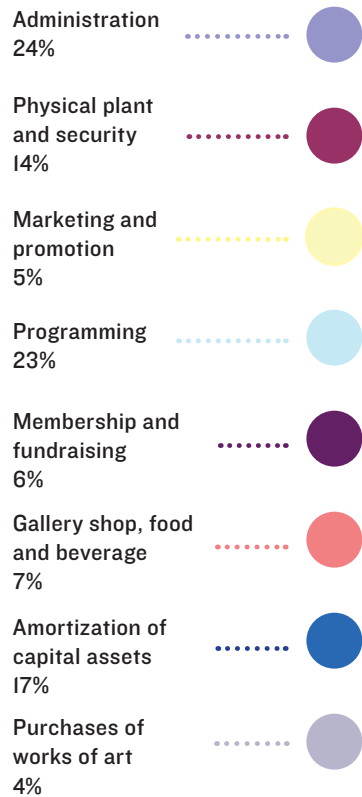 Administration
24%
Physical plant
and security
14%
Marketing and
promotion
5%
Programming
23%
Membership and
fundraising
6%
Gallery shop, food
and beverage
7%
Amortization of
capital assets
17%
Purchases of
works of art
4%